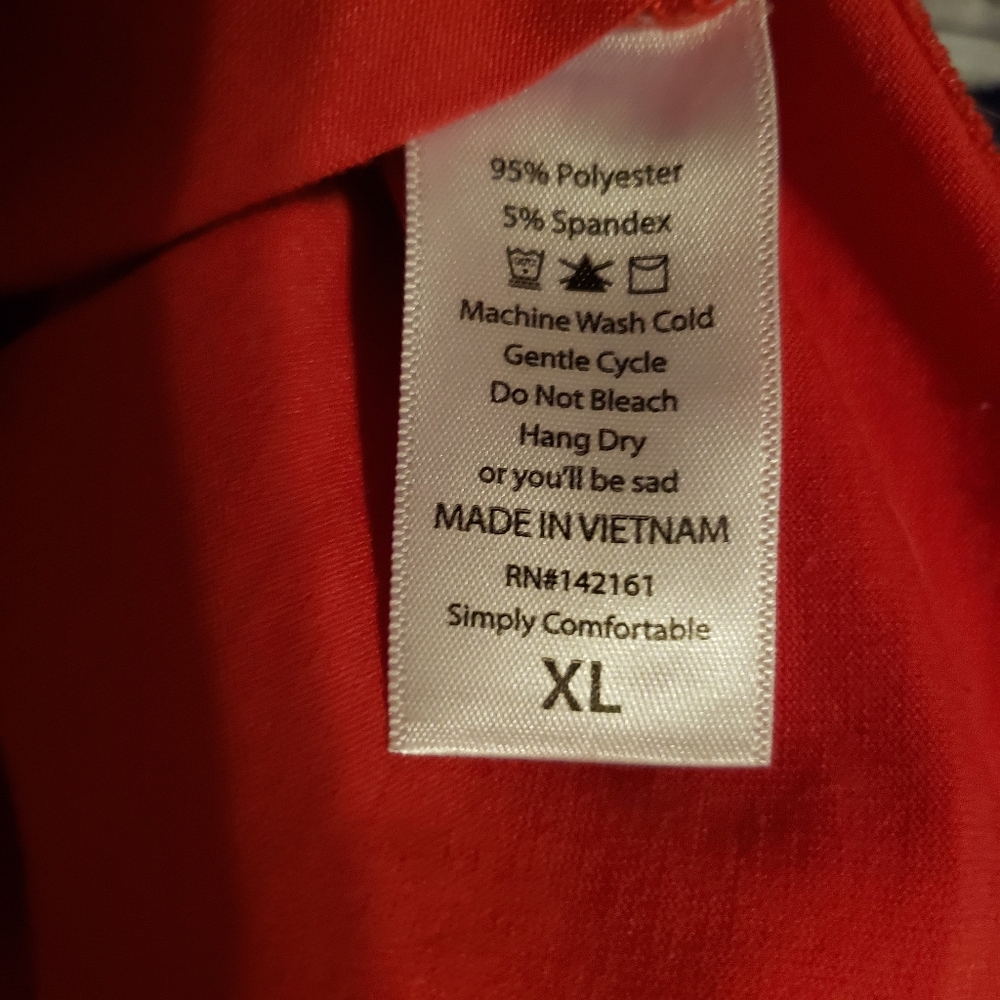 95% Polyester
5% Spandex
Machine Wash Cold
Gentle Cycle
Do Not Bleach
Hang Dry
or you'll be sad
MADE IN VIETNAM
RN#142161
Simply Comfortable
XL